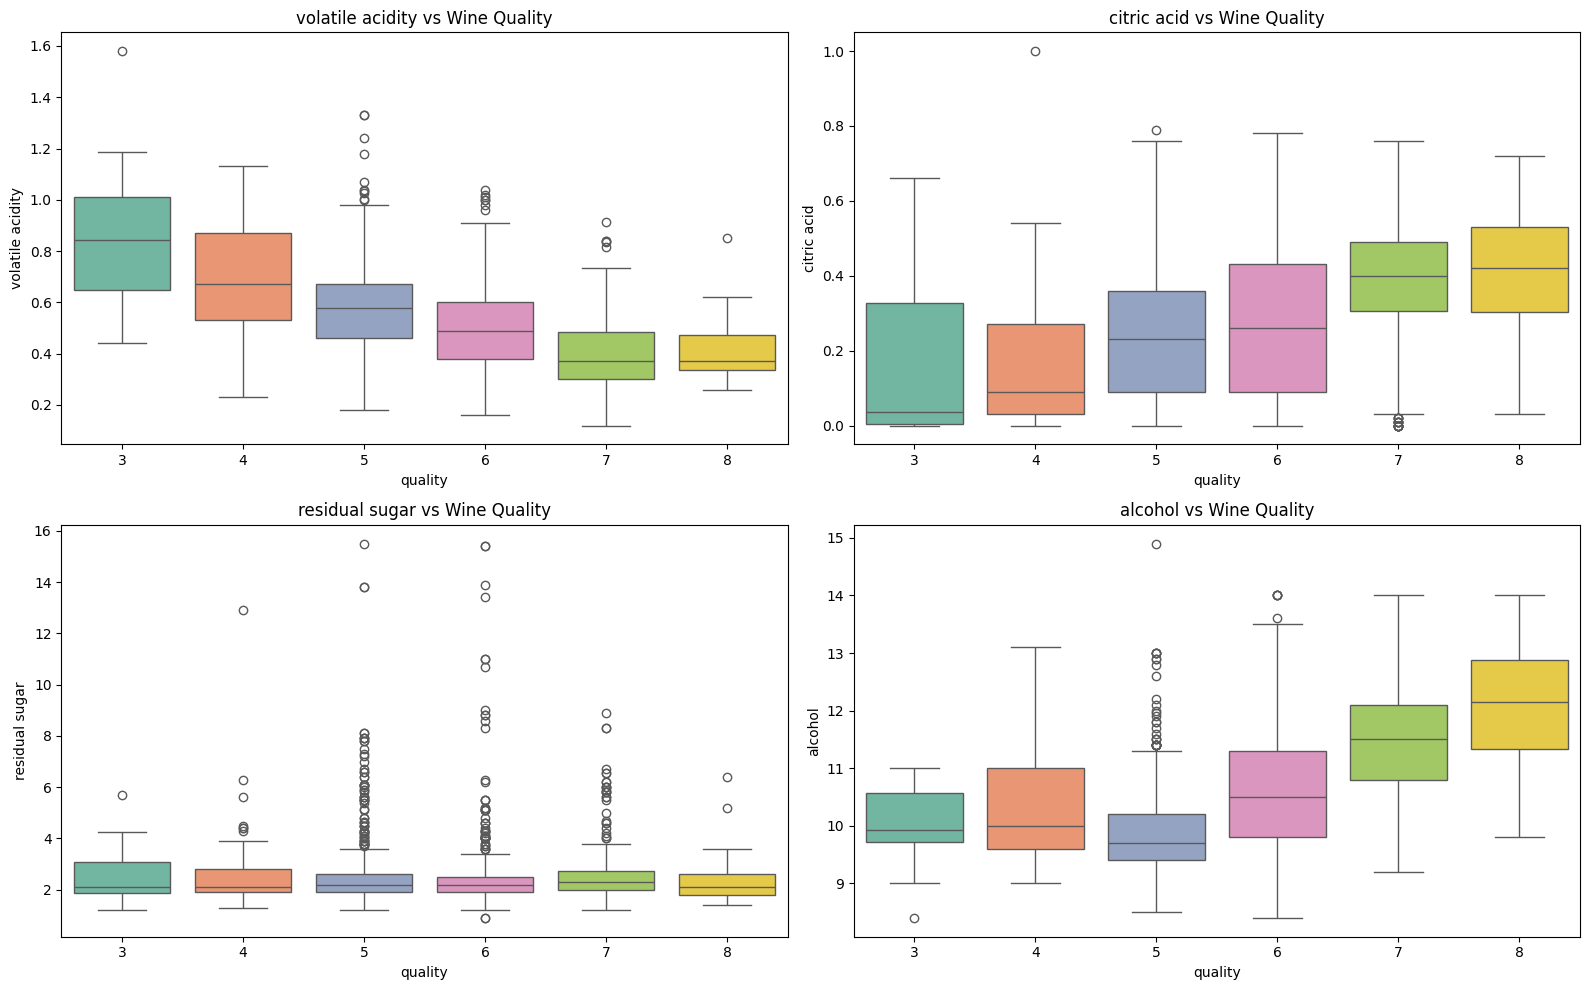 volatile acidity vs Wine Quality
1.6
1.4
1.2
1.0
0.8
0.6
0.4
0.2
volatile acidity
3 4 5 6 7 8
quality
citric acid vs Wine Quality
1.0
0.8
0.6
0.4
0.2
0.0
citric acid
3 4 5 6 7 8
quality
residual sugar vs Wine Quality
16
14
12
10
8
6
4
2
residual sugar
3 4 5 6 7 8
quality
alcohol vs Wine Quality
15
14
13
12
11
10
9
alcohol
3 4 5 6 7 8
quality